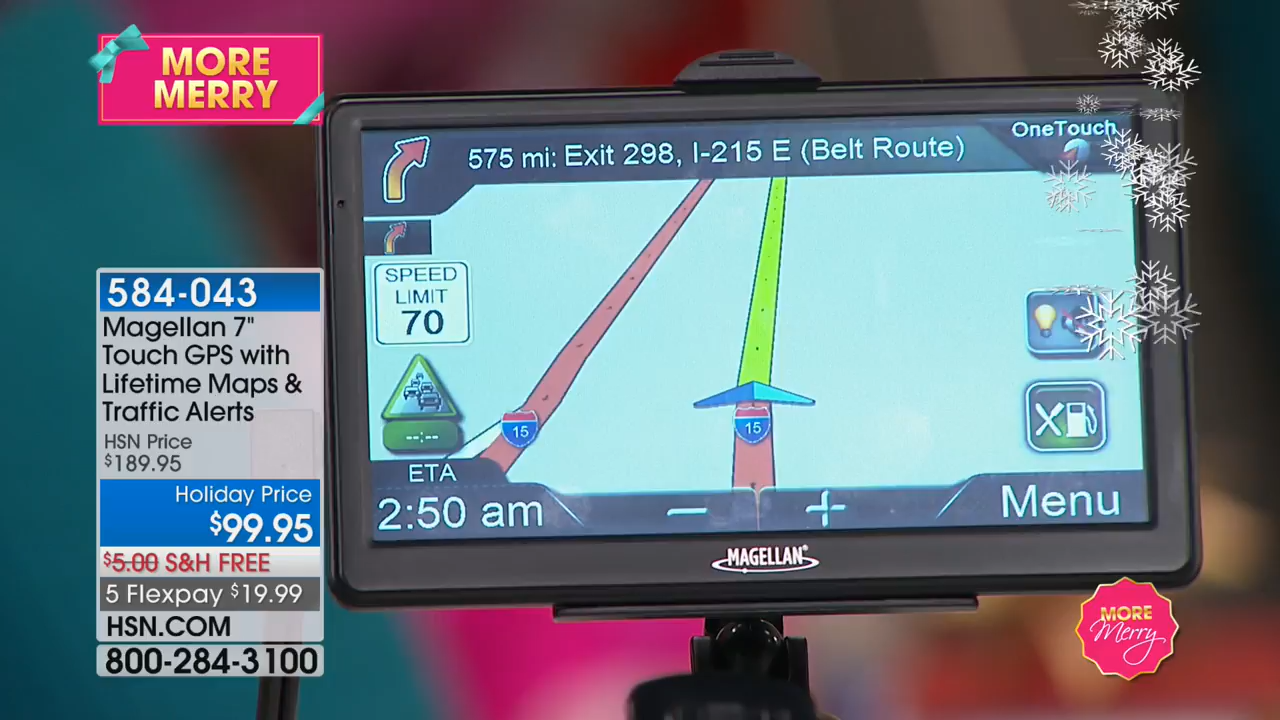 MORE
MERRY
584-043
Magellan 7"
Touch GPS with
Lifetime Maps &
Traffic Alerts
HSN Price
$189.95
Holiday Price
$99.95
$5.00 S&H FREE
5 Flexpay $19.99
HSN.COM
800-284-3100
575 mi: Exit 298, I-215 E (Belt Route)
OneTouch
SPEED
LIMIT
70
--:--
15
15
ETA
2:50 am
Menu
MAGELLAN®
MORE
Merry